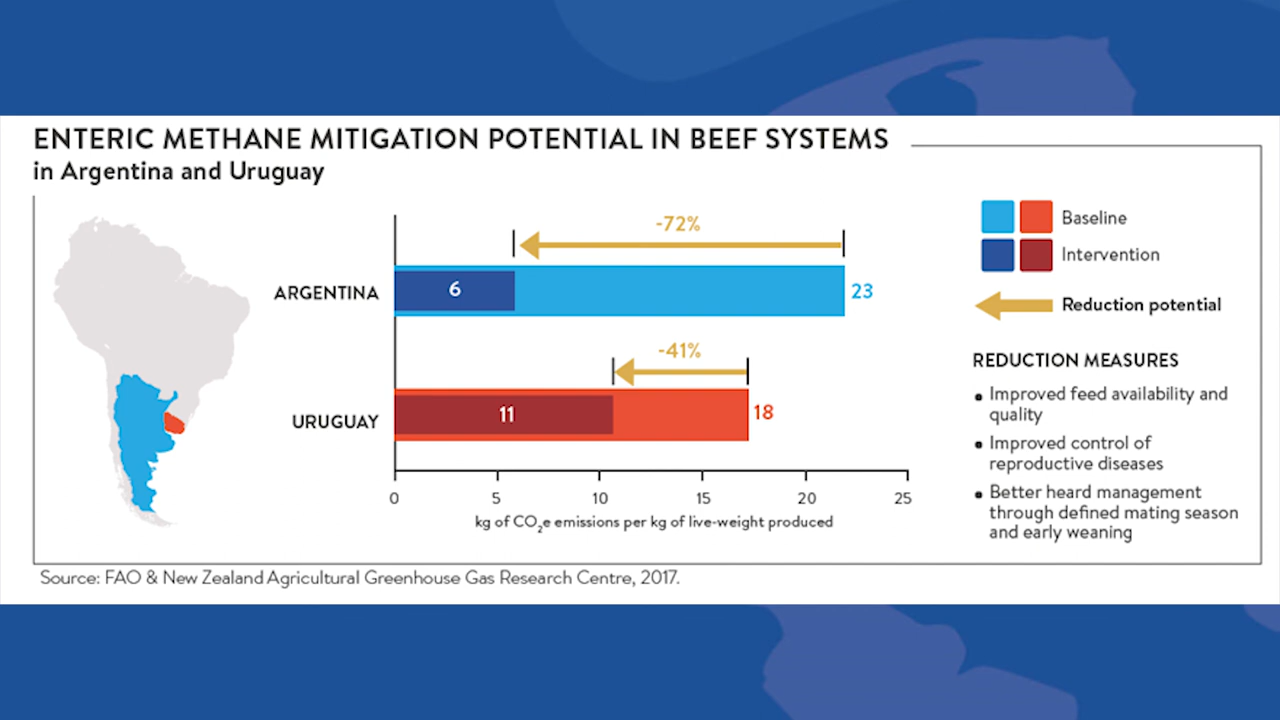 ENTERIC METHANE MITIGATION POTENTIAL IN BEEF SYSTEMS
in Argentina and Uruguay
-72%
ARGENTINA
6
23
-41%
URUGUAY
11
18
0 5 10 15 20 25
kg of CO₂e emissions per kg of live-weight produced
Baseline
Intervention
Reduction potential
REDUCTION MEASURES
• Improved feed availability and
quality
• Improved control of
reproductive diseases
• Better heard management
through defined mating season
and early weaning
Source: FAO & New Zealand Agricultural Greenhouse Gas Research Centre, 2017.